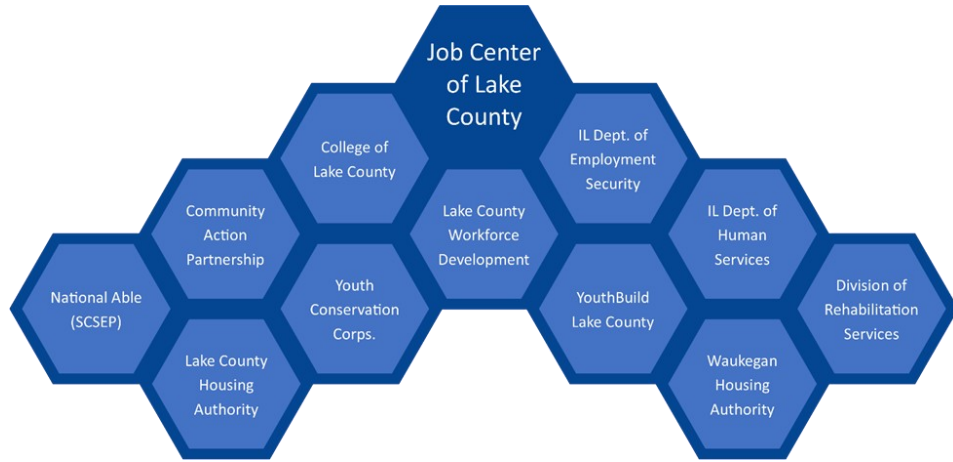 Job Center
of Lake
County
College of
Lake County
IL Dept. of
Employment
Security
Community
Action
Partnership
Lake County
Workforce
Development
IL Dept. of
Human
Services
National Able
(SCSEP)
Youth
Conservation
Corps.
YouthBuild
Lake County
Division of
Rehabilitation
Services
Lake County
Housing
Authority
Waukegan
Housing
Authority